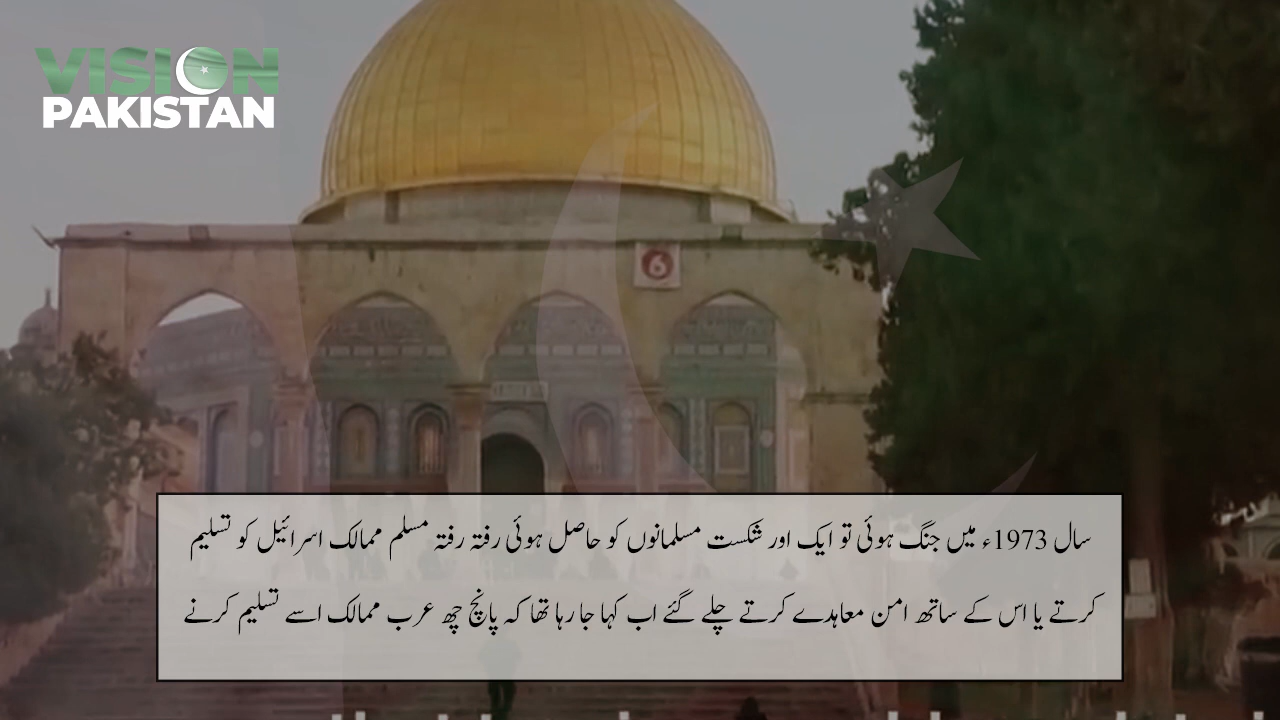 VISION
PAKISTAN
6
سال 1973ء میں جنگ ہوئی تو ایک اور شکست مسلمانوں کو حاصل ہوئی رفتہ رفتہ مسلم ممالک اسرائیل کو تسلیم
کرتے یا اس کے ساتھ امن معاہدے کرتے چلے گئے اب کہا جا رہا تھا کہ پانچ چھ عرب ممالک اسے تسلیم کرنے